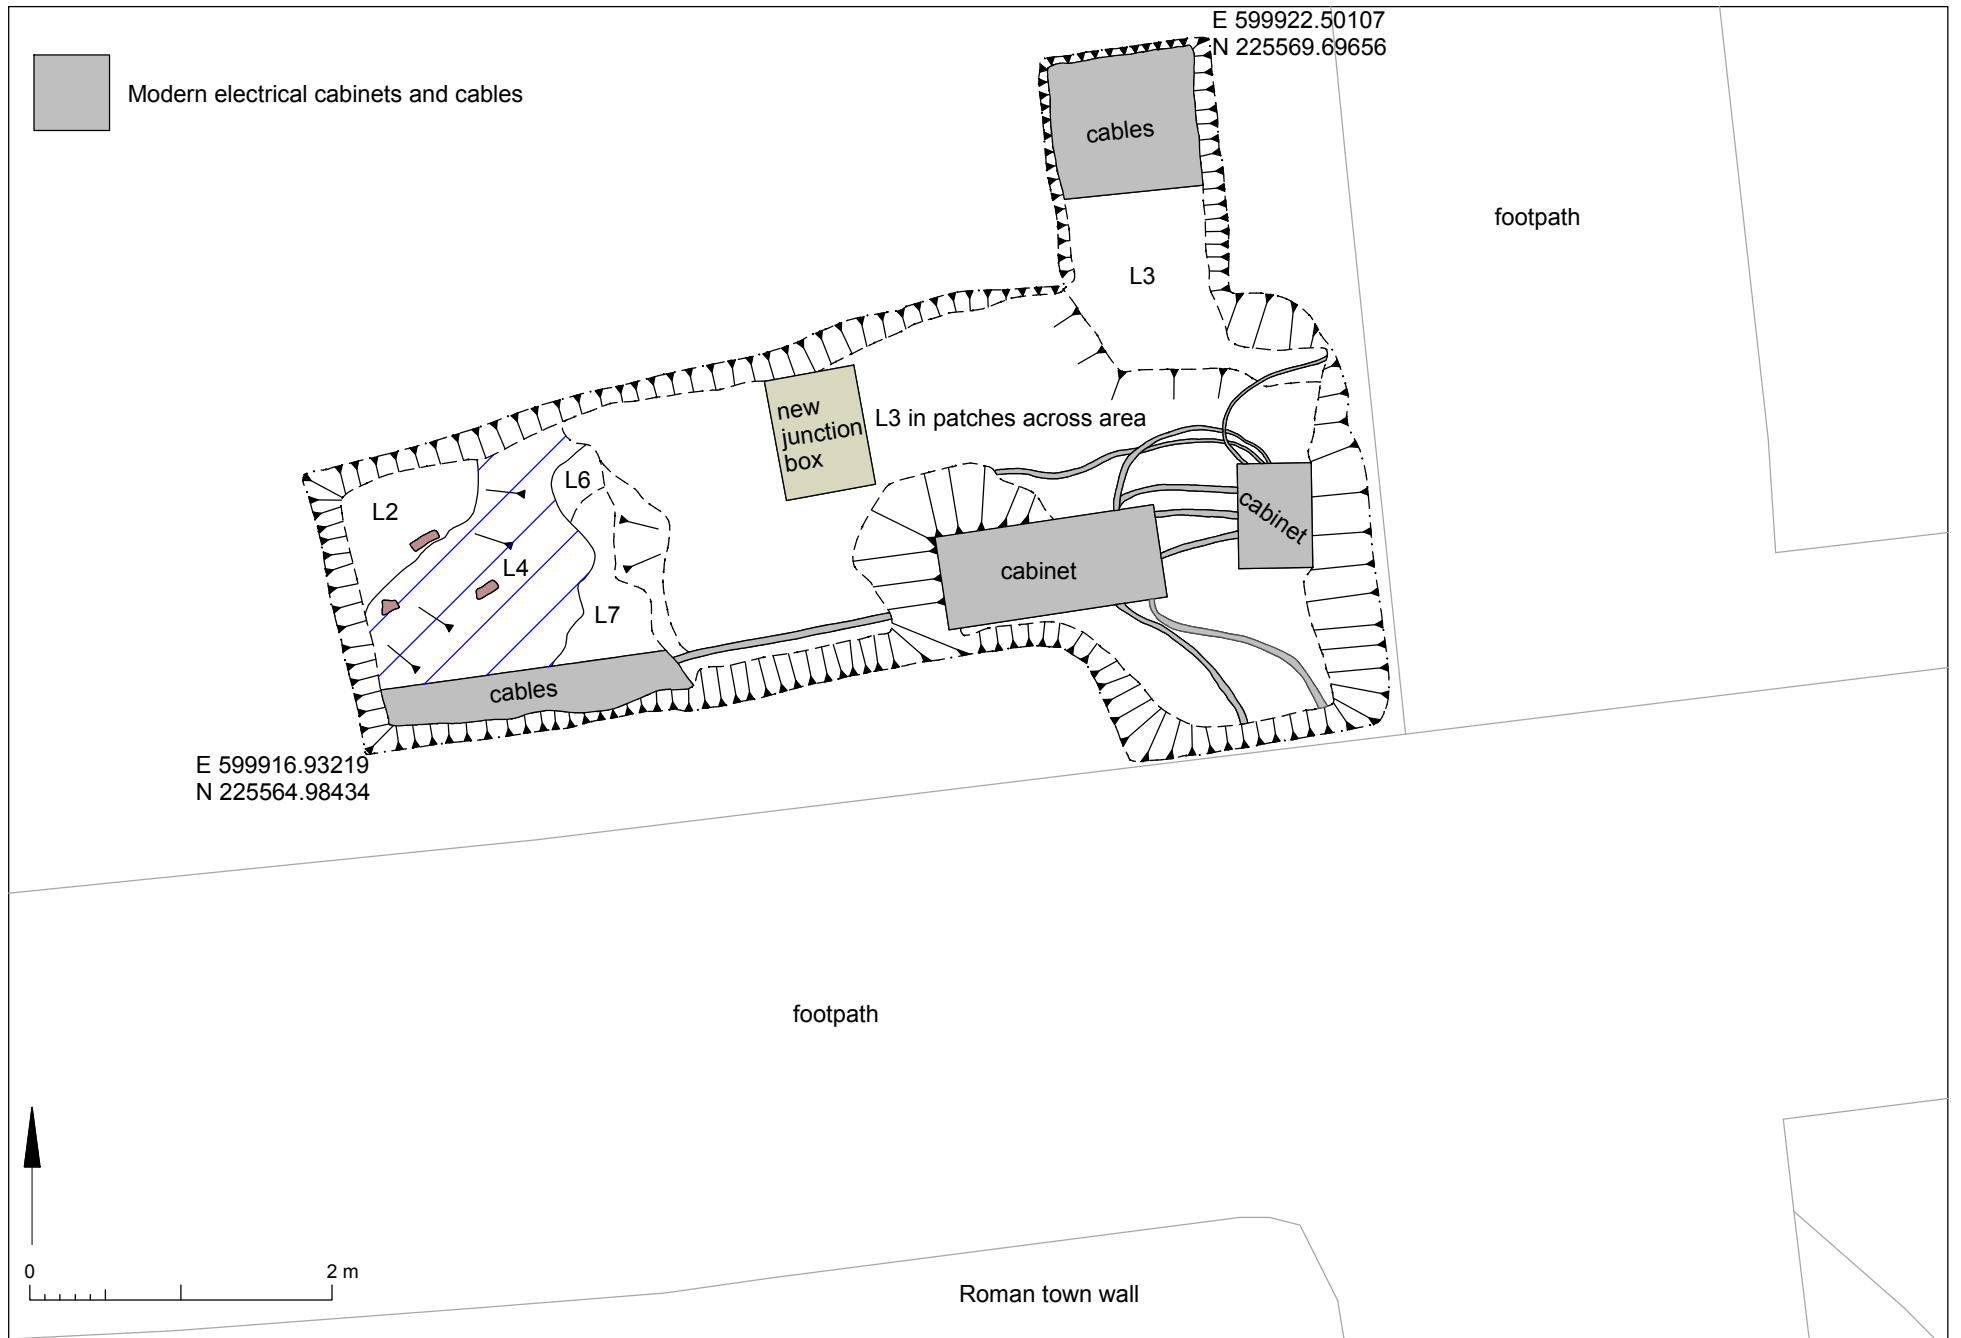 E 599922.50107
N 225569.69656
Modern electrical cabinets and cables
cables
footpath
L3
new
junction
box
L3 in patches across area
L6
L2
cabinet
L4
cabinet
L7
cables
E 599916.93219
N 225564.98434
footpath
0
2 m
Roman town wall